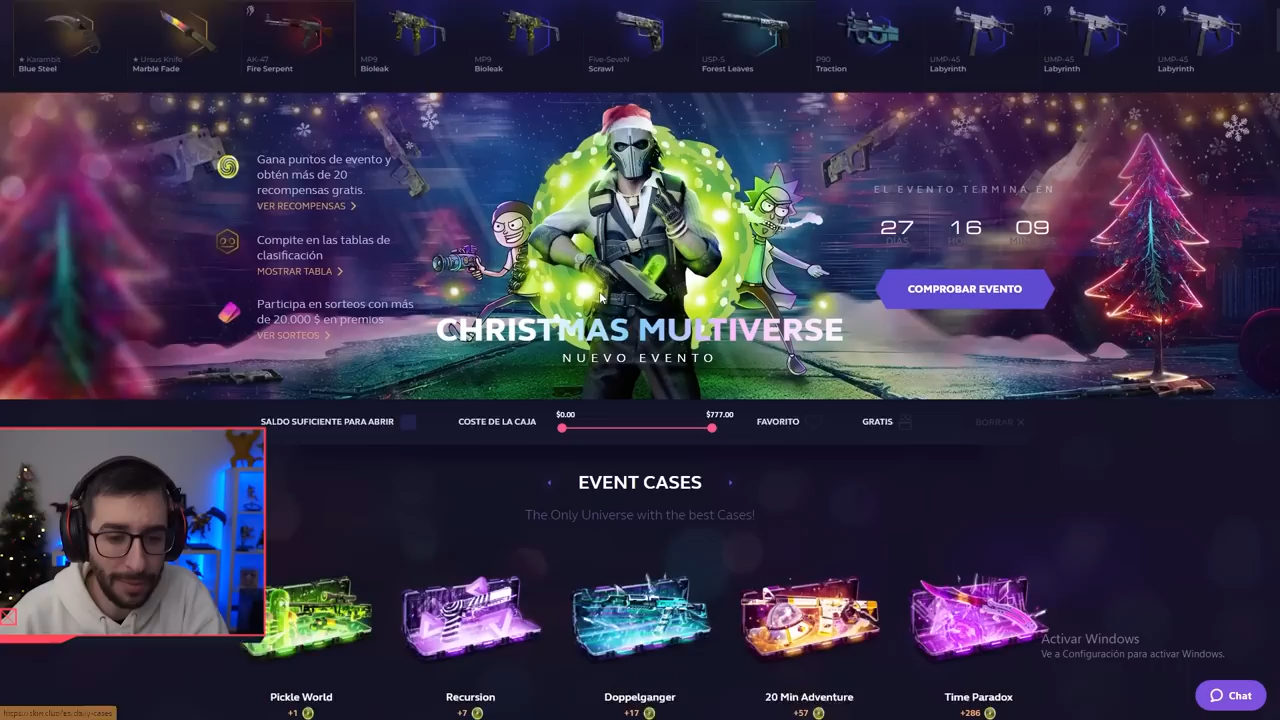 ★ Karambit
Blue Steel
★ Ursus Knife
Marble Fade
AK-47
Fire Serpent
MP9
Bioleak
MP9
Bioleak
Five-SeveN
Scrawl
USP-S
Forest Leaves
P90
Traction
UMP-45
Labyrinth
UMP-45
Labyrinth
UMP-45
Labyrinth
Gana puntos de evento y
obtén más de 20
recompensas gratis.
VER RECOMPENSAS
Compite en las tablas de
clasificación
MOSTRAR TABLA
Participa en sorteos con más
de 20.000 $ en premios
VER SORTEOS
EL EVENTO TERMINA EN
27 16 09
DÍAS
COMPROBAR EVENTO
CHRISTMAS MULTIVERSE
NUEVO EVENTO
SALDO SUFICIENTE PARA ABRIR
COSTE DE LA CAJA
$0.00
$777.00
FAVORITO
GRATIS
BORRAR
EVENT CASES
The Only Universe with the best Cases!
Pickle World
+1
Recursion
+7
Doppelganger
+17
20 Min Adventure
+57
Time Paradox
+286
Activar Windows
Ve a Configuración para activar Windows.
Chat